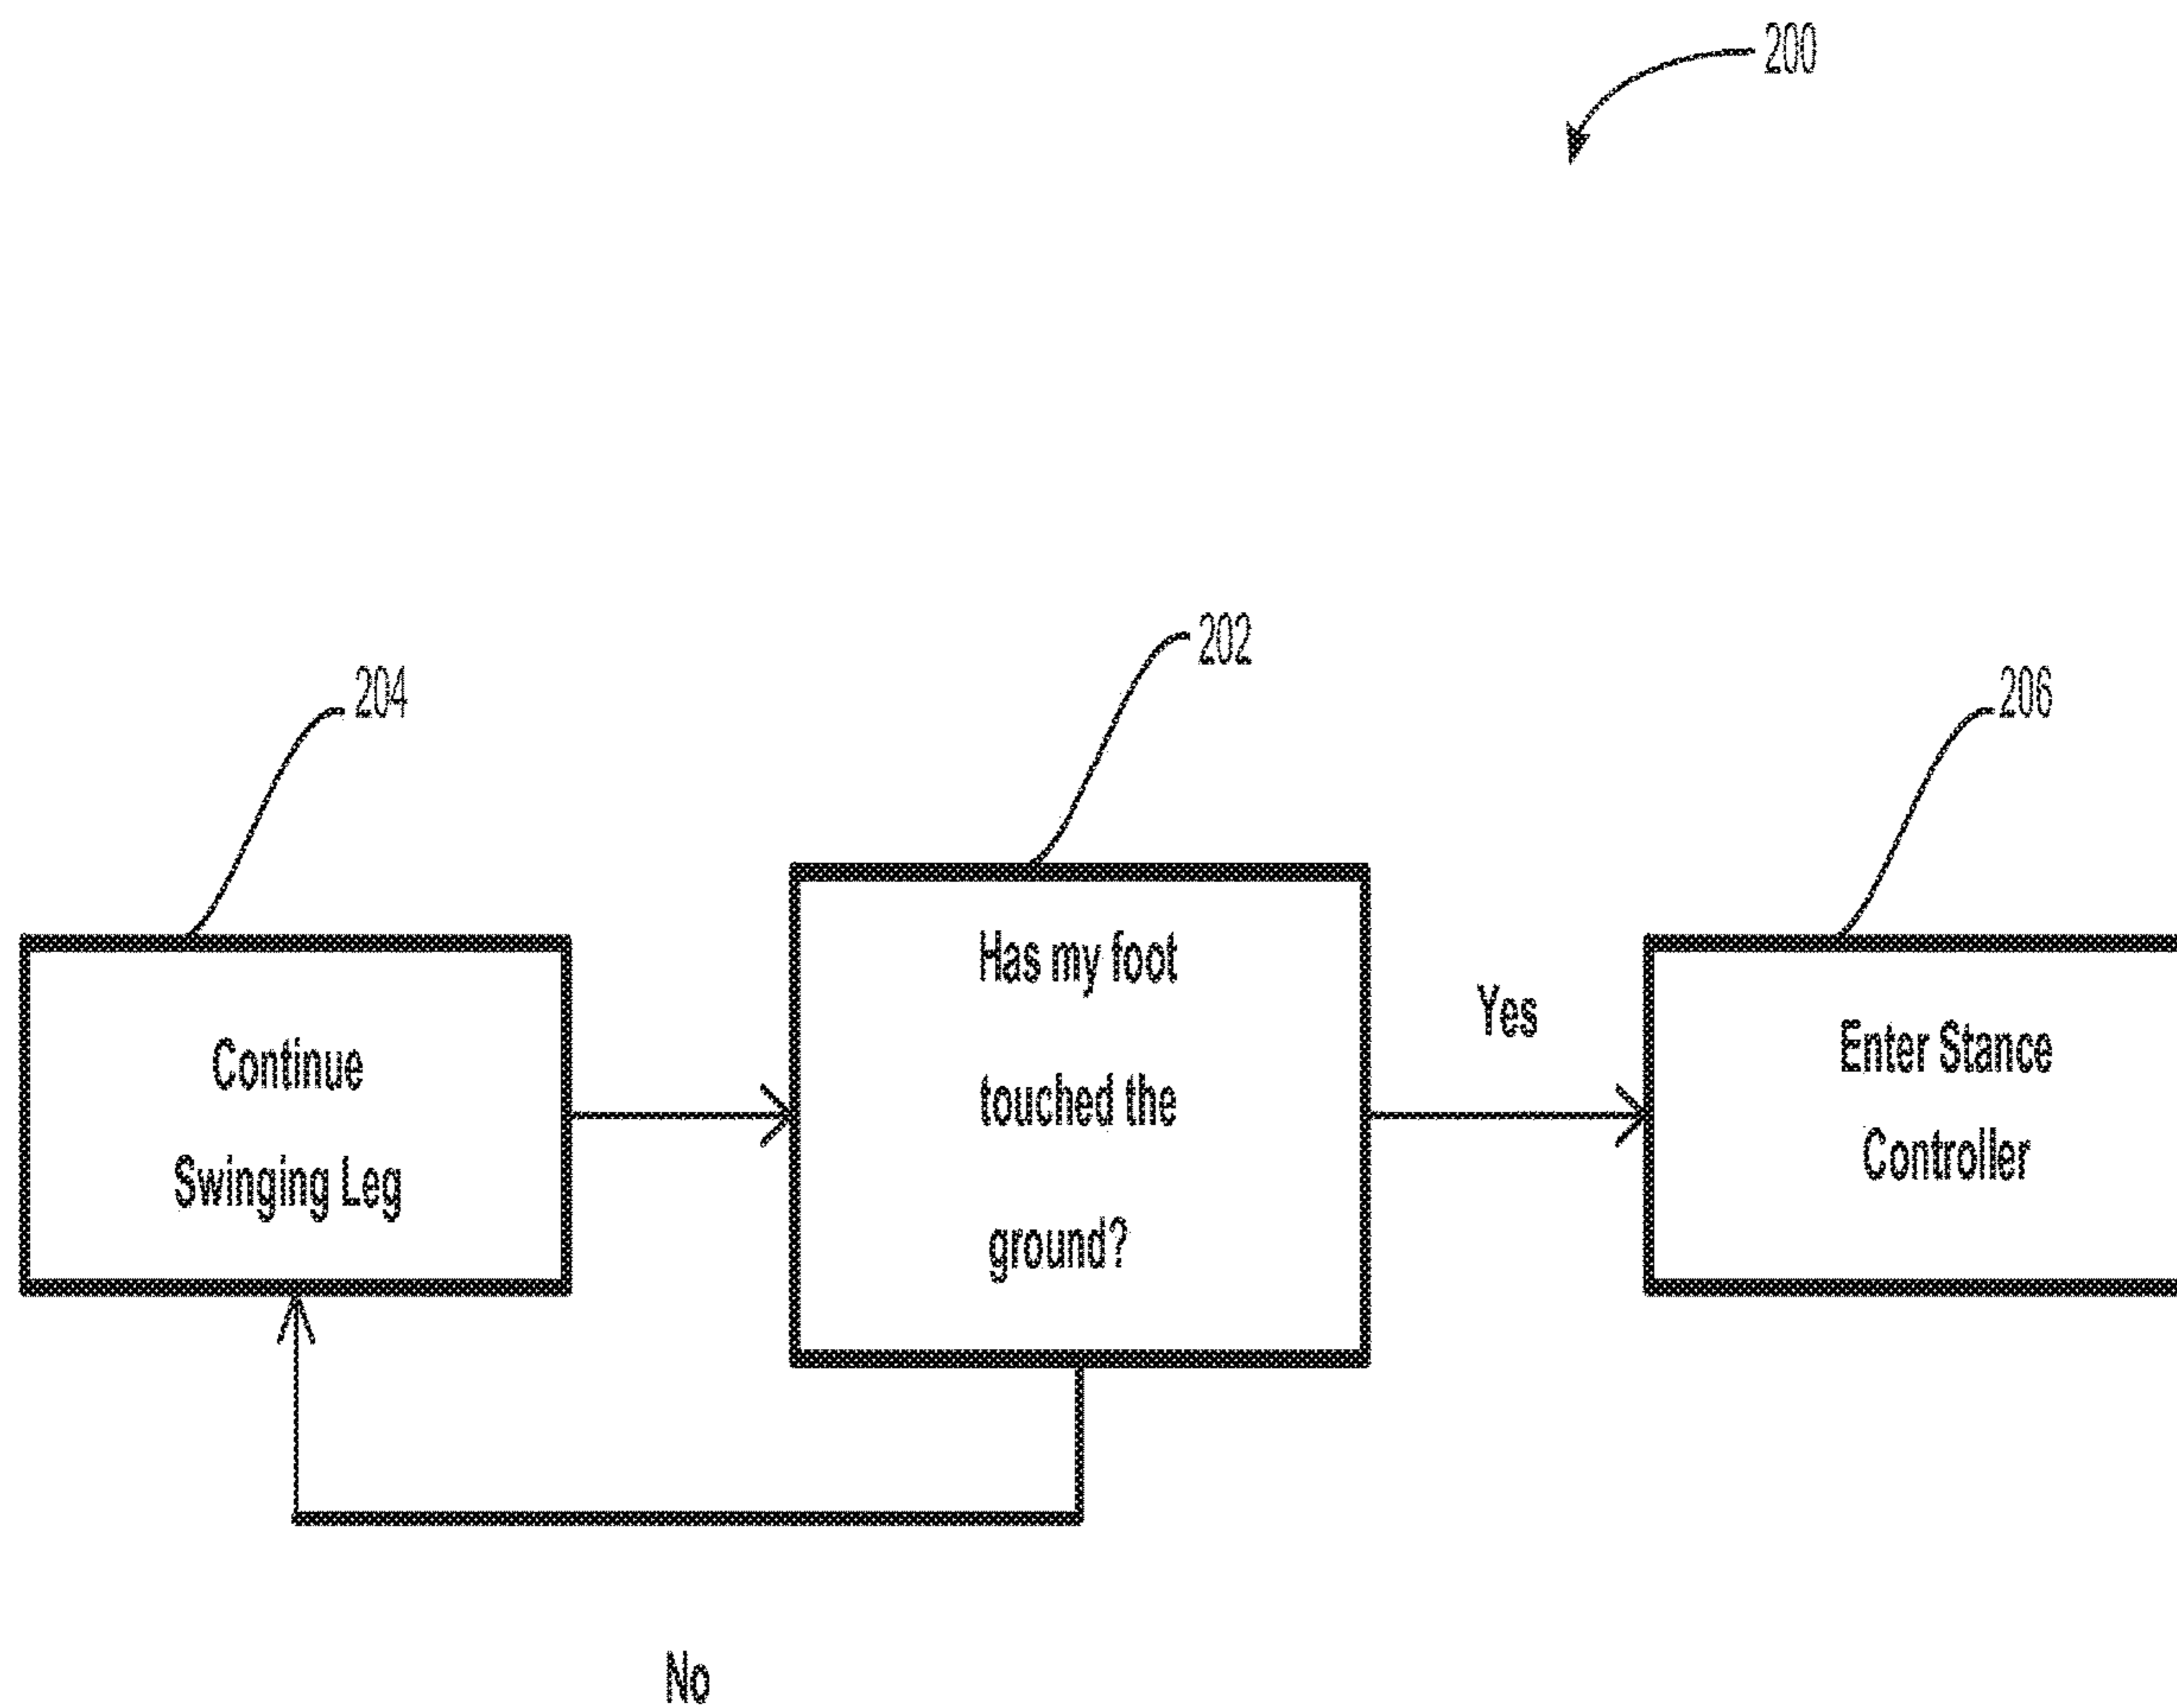 200
202
204
206
Has my foot
touched the
ground?
Continue
Swinging Leg
Yes
Enter Stance
Controller
No